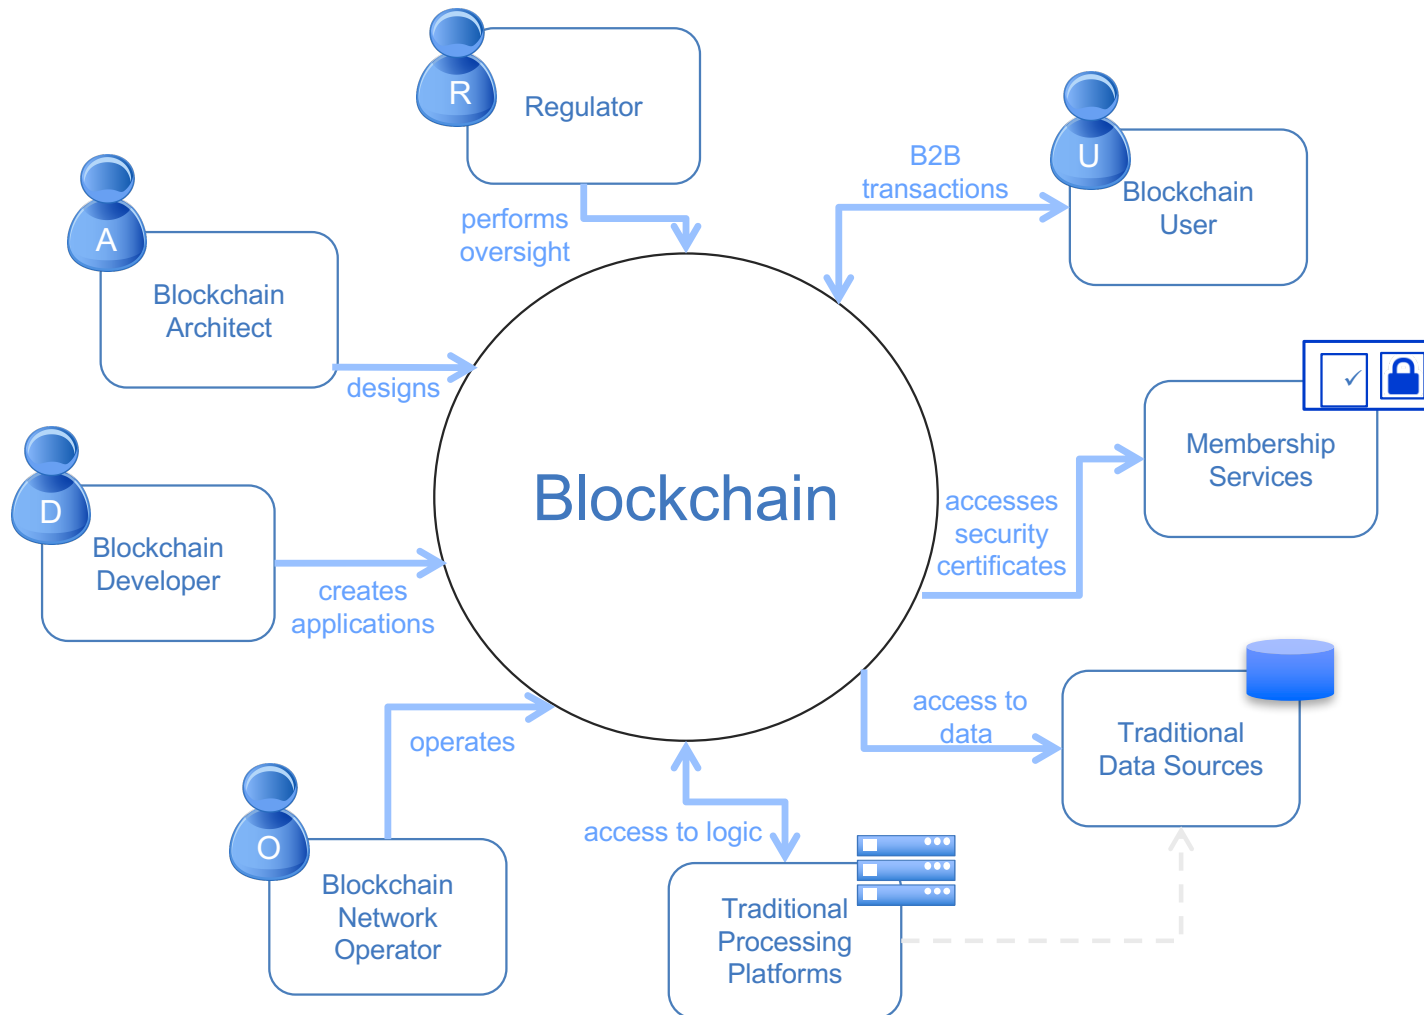 R
Regulator
performs
oversight
B2B
transactions
U
Blockchain
User
A
Blockchain
Architect
designs
Membership
Services
accesses
security
certificates
Blockchain
D
Blockchain
Developer
creates
applications
access to
data
Traditional
Data Sources
operates
access to logic
O
Blockchain
Network
Operator
Traditional
Processing
Platforms